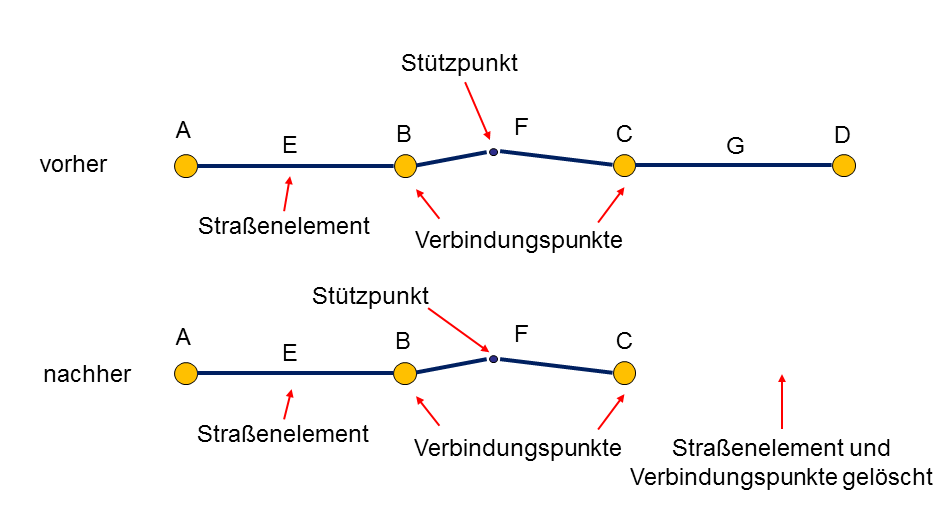 Stützpunkt
A
E
B
F
C
G
D
vorher
Straßenelement
Verbindungspunkte
Stützpunkt
A
E
B
F
C
nachher
Straßenelement
Verbindungspunkte
Straßenelement und
Verbindungspunkte gelöscht